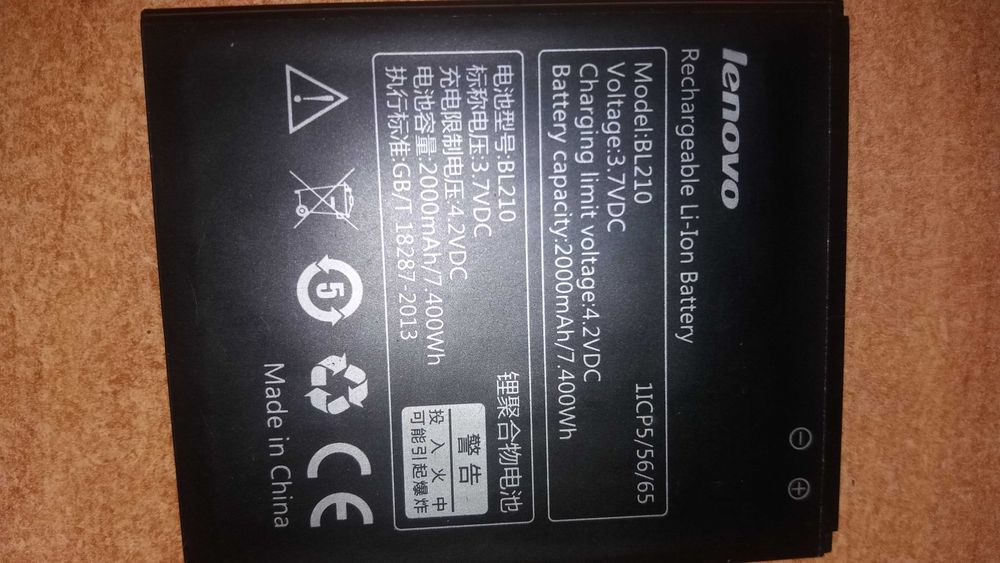 lenovo
Rechargeable Li-Ion Battery
Model:BL210 1ICP5/56/65
Voltage:3.7VDC
Charging limit voltage:4.2VDC
Battery capacity:2000mAh/7.400Wh
电池型号:BL210 锂聚合物电池
标称电压:3.7VDC
充电限制电压:4.2VDC
电池容量:2000mAh/7.400Wh
执行标准:GB/T 18287-2013
警告
投入火中
可能引起爆炸
5
CE
Made in China